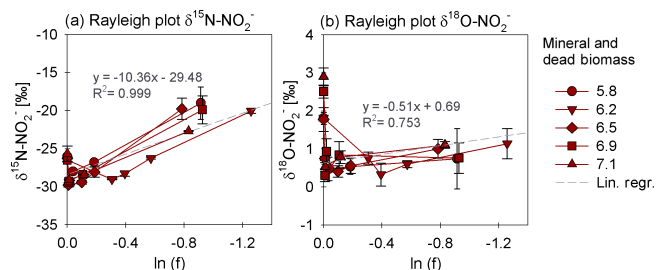 (a) Rayleigh plot δ¹⁵N-NO₂⁻
-10
-15
-20
-25
-30
-35
δ¹⁵N-NO₂⁻ [‰]
y = -10.36x - 29.48
R²= 0.999
0.0
-0.4
-0.8
-1.2
ln (f)
(b) Rayleigh plot δ¹⁸O-NO₂⁻
4
3
2
1
0
-1
δ¹⁸O-NO₂⁻ [‰]
y = -0.51x + 0.69
R²= 0.753
0.0
-0.4
-0.8
-1.2
ln (f)
Mineral and
dead biomass
5.8
6.2
6.5
6.9
7.1
Lin. regr.